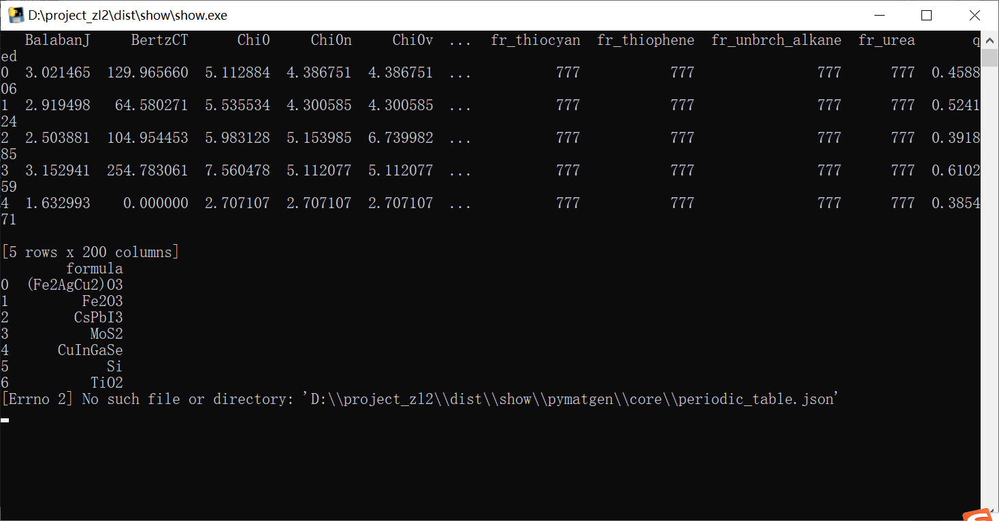 D:\project_zl2\dist\show\show.exe
BalabanJ BertzCT Chi0 Chi0n Chi0v ... fr_thiocyan fr_thiophene fr_unbrch_alkane fr_urea q
ed
0 3.021465 129.965660 5.112884 4.386751 4.386751 ... 777 777 777 777 0.4588
06
1 2.919498 64.580271 5.535534 4.300585 4.300585 ... 777 777 777 777 0.5241
24
2 2.503881 104.954453 5.983128 5.153985 6.739982 ... 777 777 777 777 0.3918
85
3 3.152941 254.783061 7.560478 5.112077 5.112077 ... 777 777 777 777 0.6102
59
4 1.632993 0.000000 2.707107 2.707107 2.707107 ... 777 777 777 777 0.3854
71
[5 rows x 200 columns]
formula
0 (Fe2AgCu2)O3
1 Fe2O3
2 CsPbI3
3 MoS2
4 CuInGaSe
5 Si
6 TiO2
[Errno 2] No such file or directory: 'D:\\project_zl2\\dist\\show\\pymatgen\\core\\periodic_table.json'